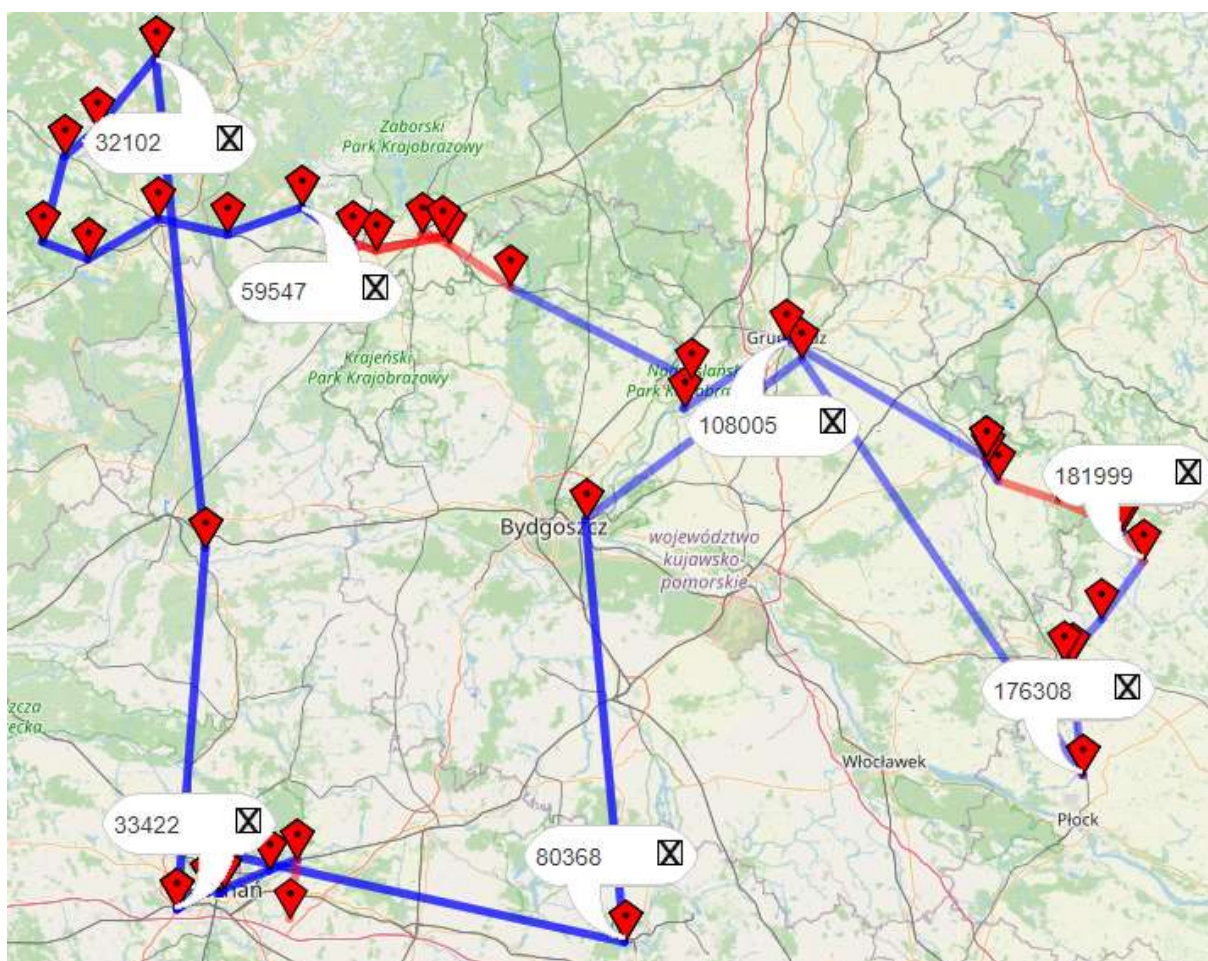 Zaborski
Park Krajobrazowy
32102
59547
Krajeński
Park Krajobrazowy
108005
181999
Bydgoszcz
województwo
kujawsko-
pomorskie
176308
Włocławek
Płock
33422
80368